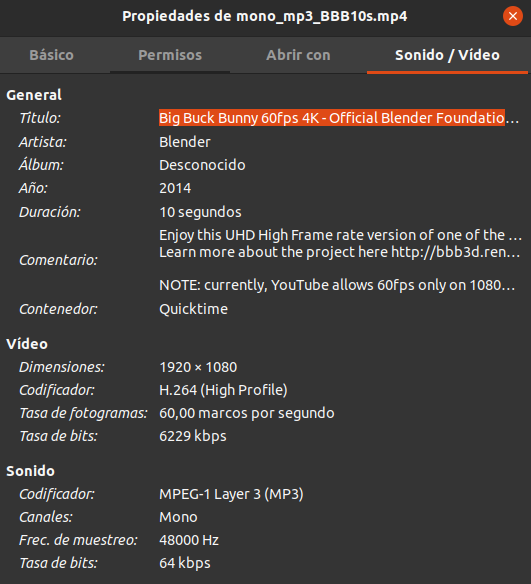 Propiedades de mono_mp3_BBB10s.mp4
Básico Permisos Abrir con Sonido / Vídeo
General
Título: Big Buck Bunny 60fps 4K - Official Blender Foundatio…
Artista: Blender
Álbum: Desconocido
Año: 2014
Duración: 10 segundos
Comentario: Enjoy this UHD High Frame rate version of one of the …
Learn more about the project here http://bbb3d.ren…
NOTE: currently, YouTube allows 60fps only on 1080…
Contenedor: Quicktime
Vídeo
Dimensiones: 1920 × 1080
Codificador: H.264 (High Profile)
Tasa de fotogramas: 60,00 marcos por segundo
Tasa de bits: 6229 kbps
Sonido
Codificador: MPEG-1 Layer 3 (MP3)
Canales: Mono
Frec. de muestreo: 48000 Hz
Tasa de bits: 64 kbps